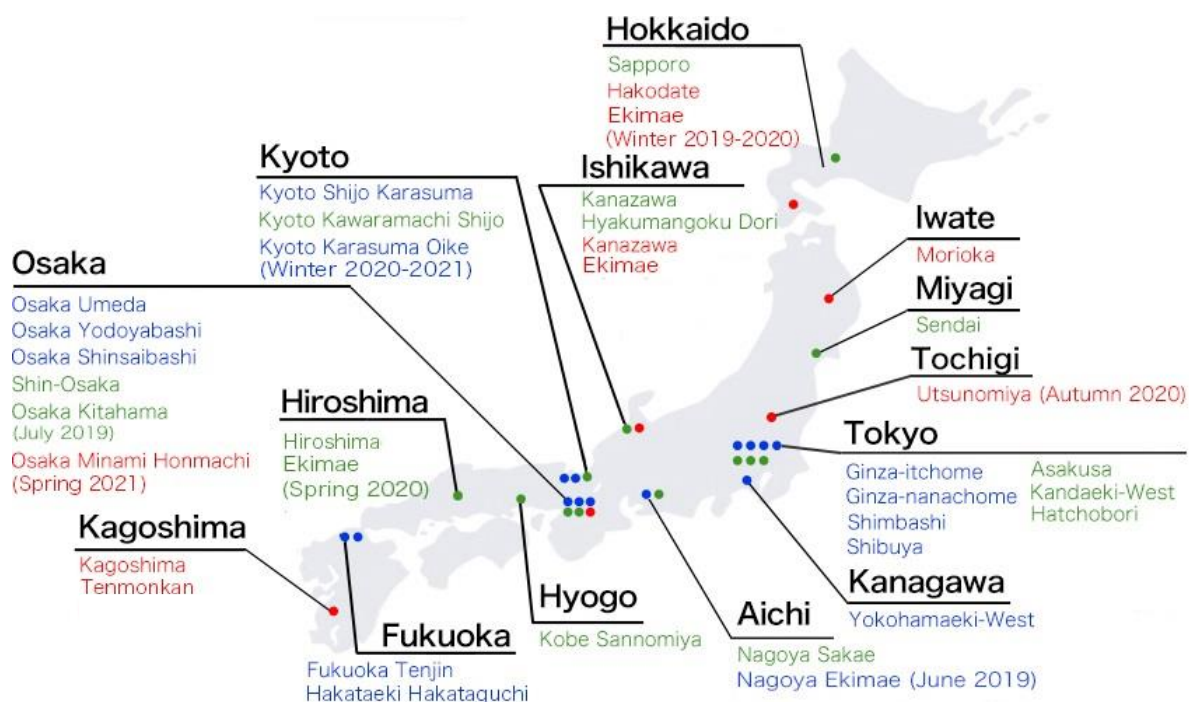 Hokkaido
Sapporo
Hakodate
Ekimae
(Winter 2019-2020)
Kyoto
Kyoto Shijo Karasuma
Kyoto Kawaramachi Shijo
Kyoto Karasuma Oike
(Winter 2020-2021)
Ishikawa
Kanazawa
Hyakumangoku Dori
Kanazawa
Ekimae
Iwate
Morioka
Miyagi
Sendai
Tochigi
Utsunomiya (Autumn 2020)
Osaka
Osaka Umeda
Osaka Yodoyabashi
Osaka Shinsaibashi
Shin-Osaka
Osaka Kitahama
(July 2019)
Osaka Minami Honmachi
(Spring 2021)
Hiroshima
Hiroshima
Ekimae
(Spring 2020)
Tokyo
Ginza-itchome
Ginza-nanachome
Shimbashi
Shibuya
Asakusa
Kandaeki-West
Hatchobori
Kagoshima
Kagoshima
Tenmonkan
Fukuoka
Fukuoka Tenjin
Hakataeki Hakataguchi
Hyogo
Kobe Sannomiya
Aichi
Nagoya Sakae
Nagoya Ekimae (June 2019)
Kanagawa
Yokohamaeki-West